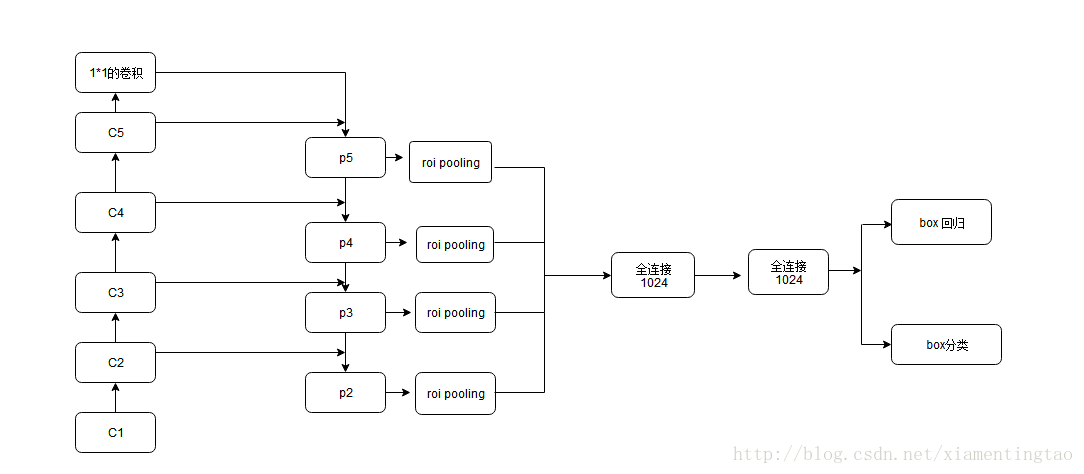 1*1的卷积
C5
C4
C3
C2
C1
p5
p4
p3
p2
roi pooling
roi pooling
roi pooling
roi pooling
全连接
1024
全连接
1024
box 回归
box分类
http://blog.csdn.net/xiamentingtao